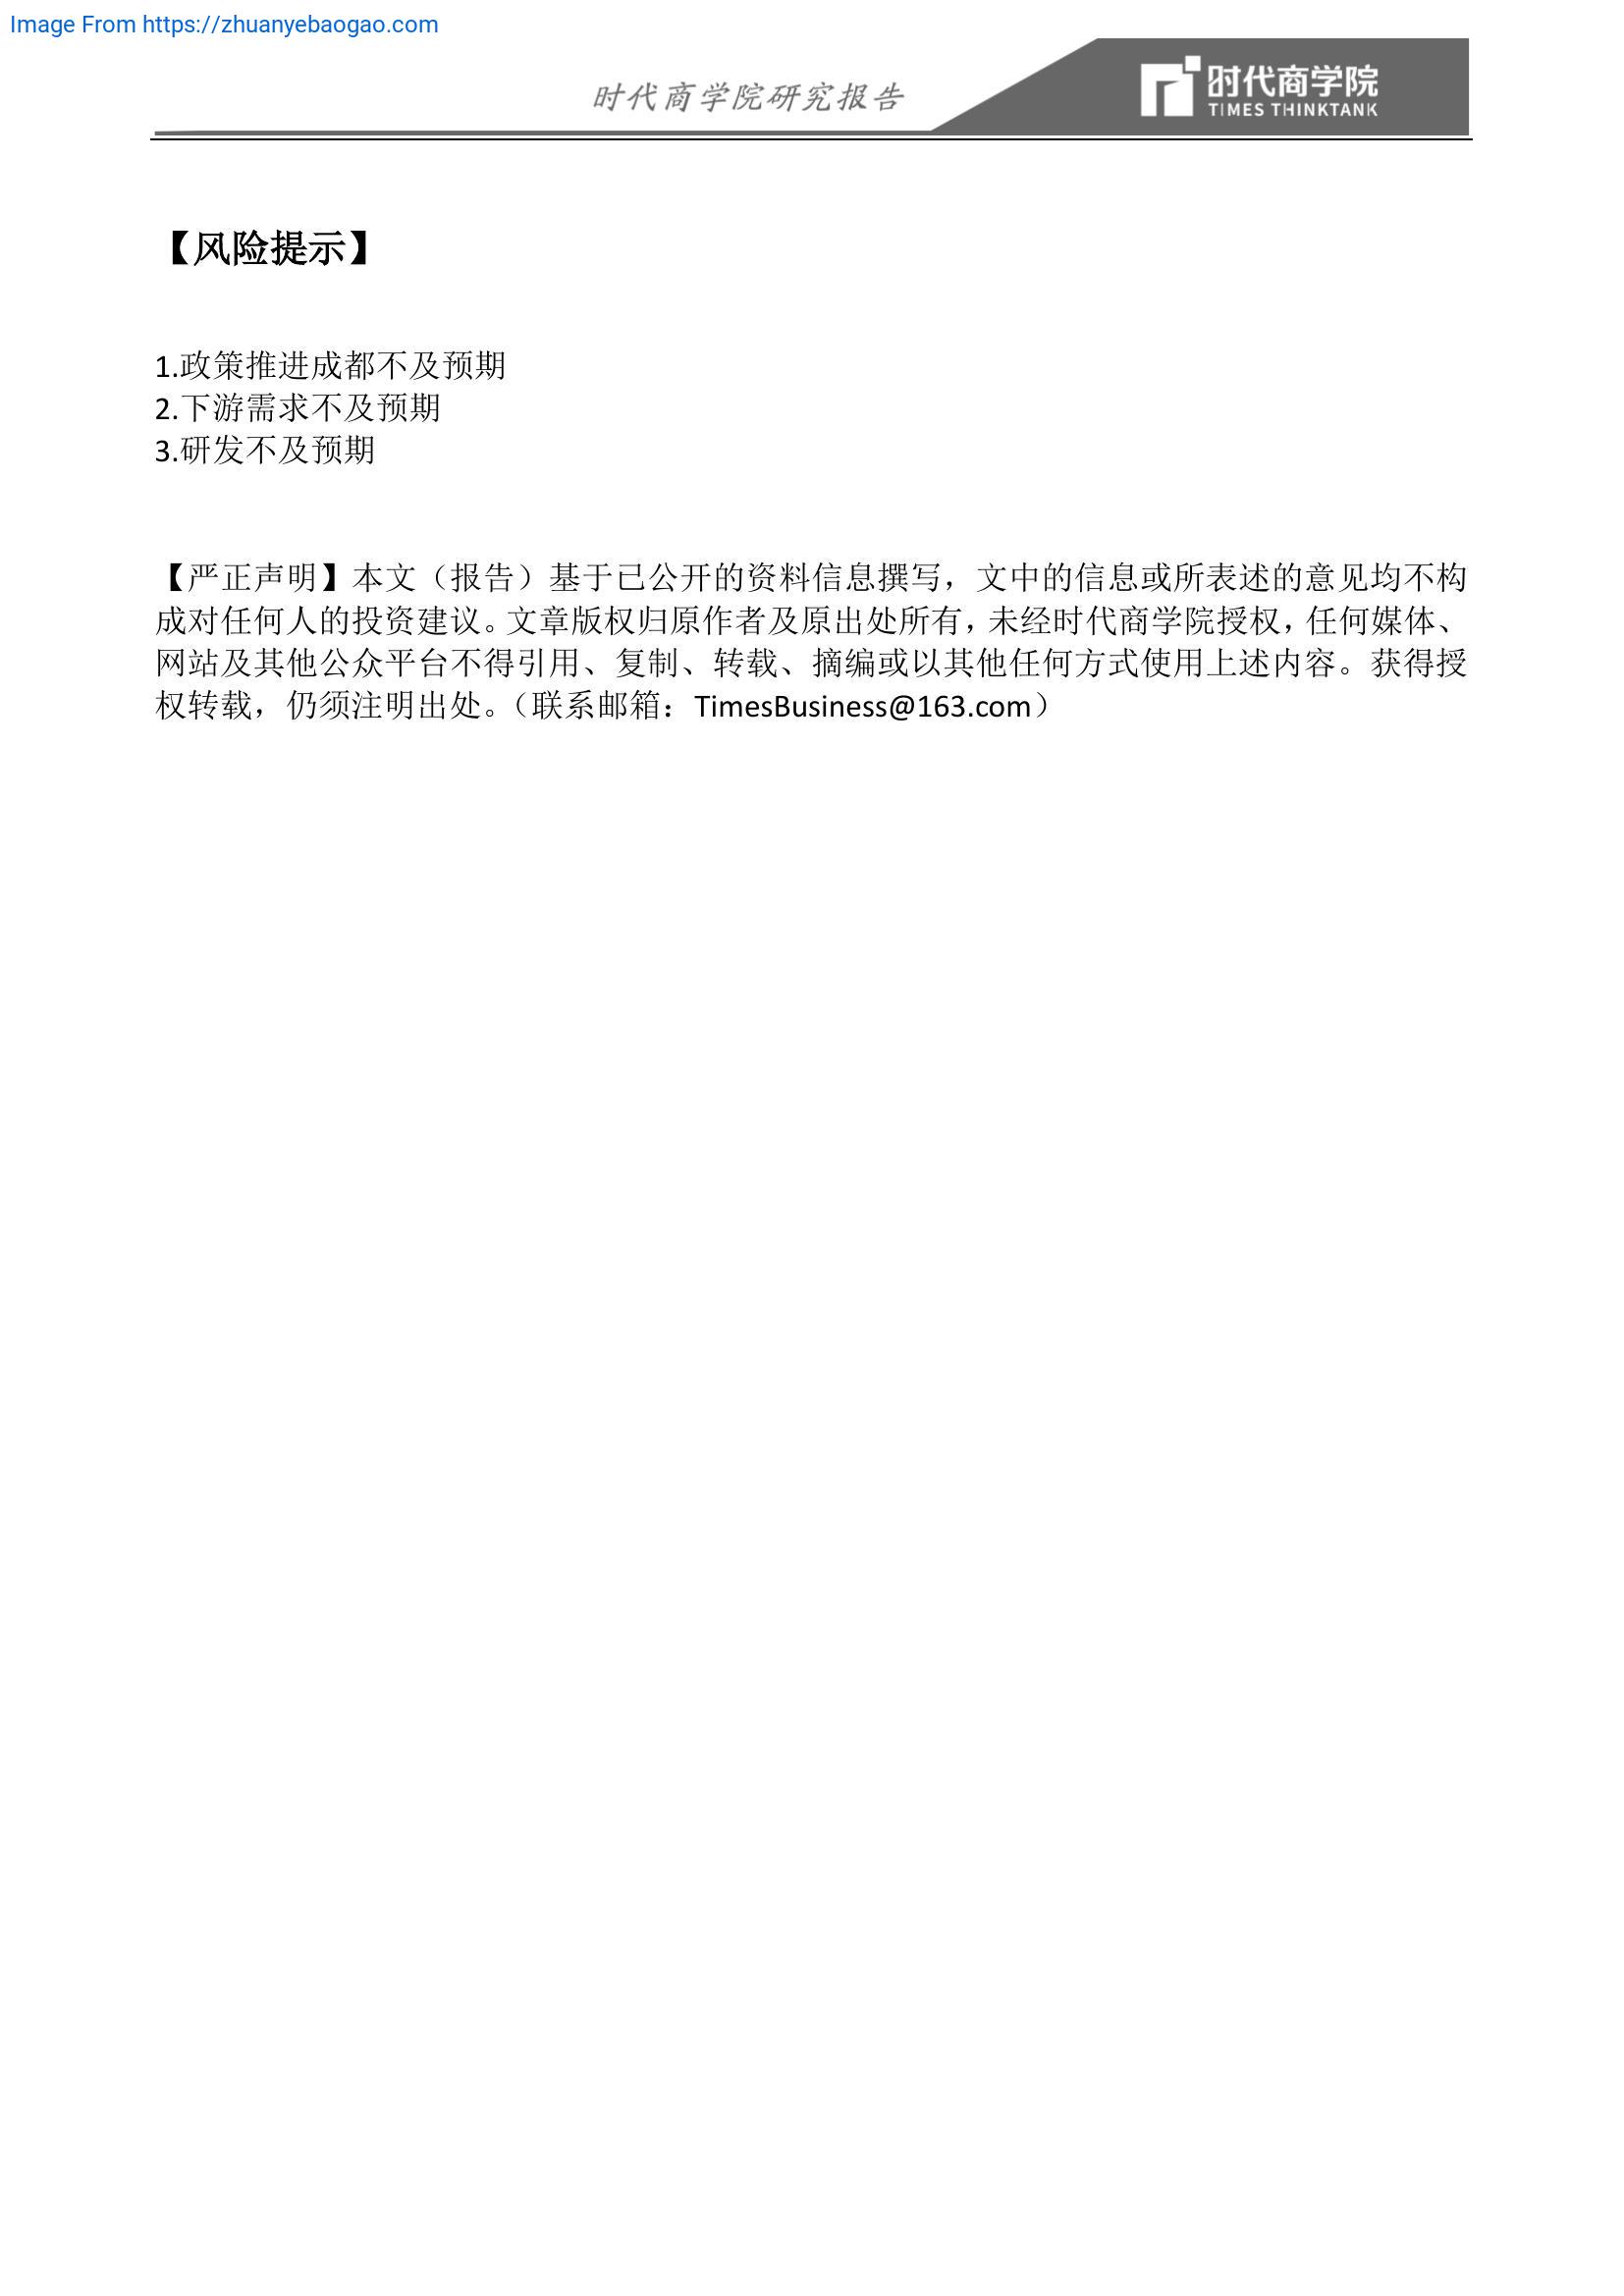 Image From https://zhuanyebaogao.com
时代商学院研究报告
时代商学院
TIMES THINKTANK
【风险提示】
1.政策推进成都不及预期
2.下游需求不及预期
3.研发不及预期
【严正声明】本文（报告）基于已公开的资料信息撰写，文中的信息或所表述的意见均不构
成对任何人的投资建议。文章版权归原作者及原出处所有，未经时代商学院授权，任何媒体、
网站及其他公众平台不得引用、复制、转载、摘编或以其他任何方式使用上述内容。获得授
权转载，仍须注明出处。（联系邮箱：TimesBusiness@163.com）